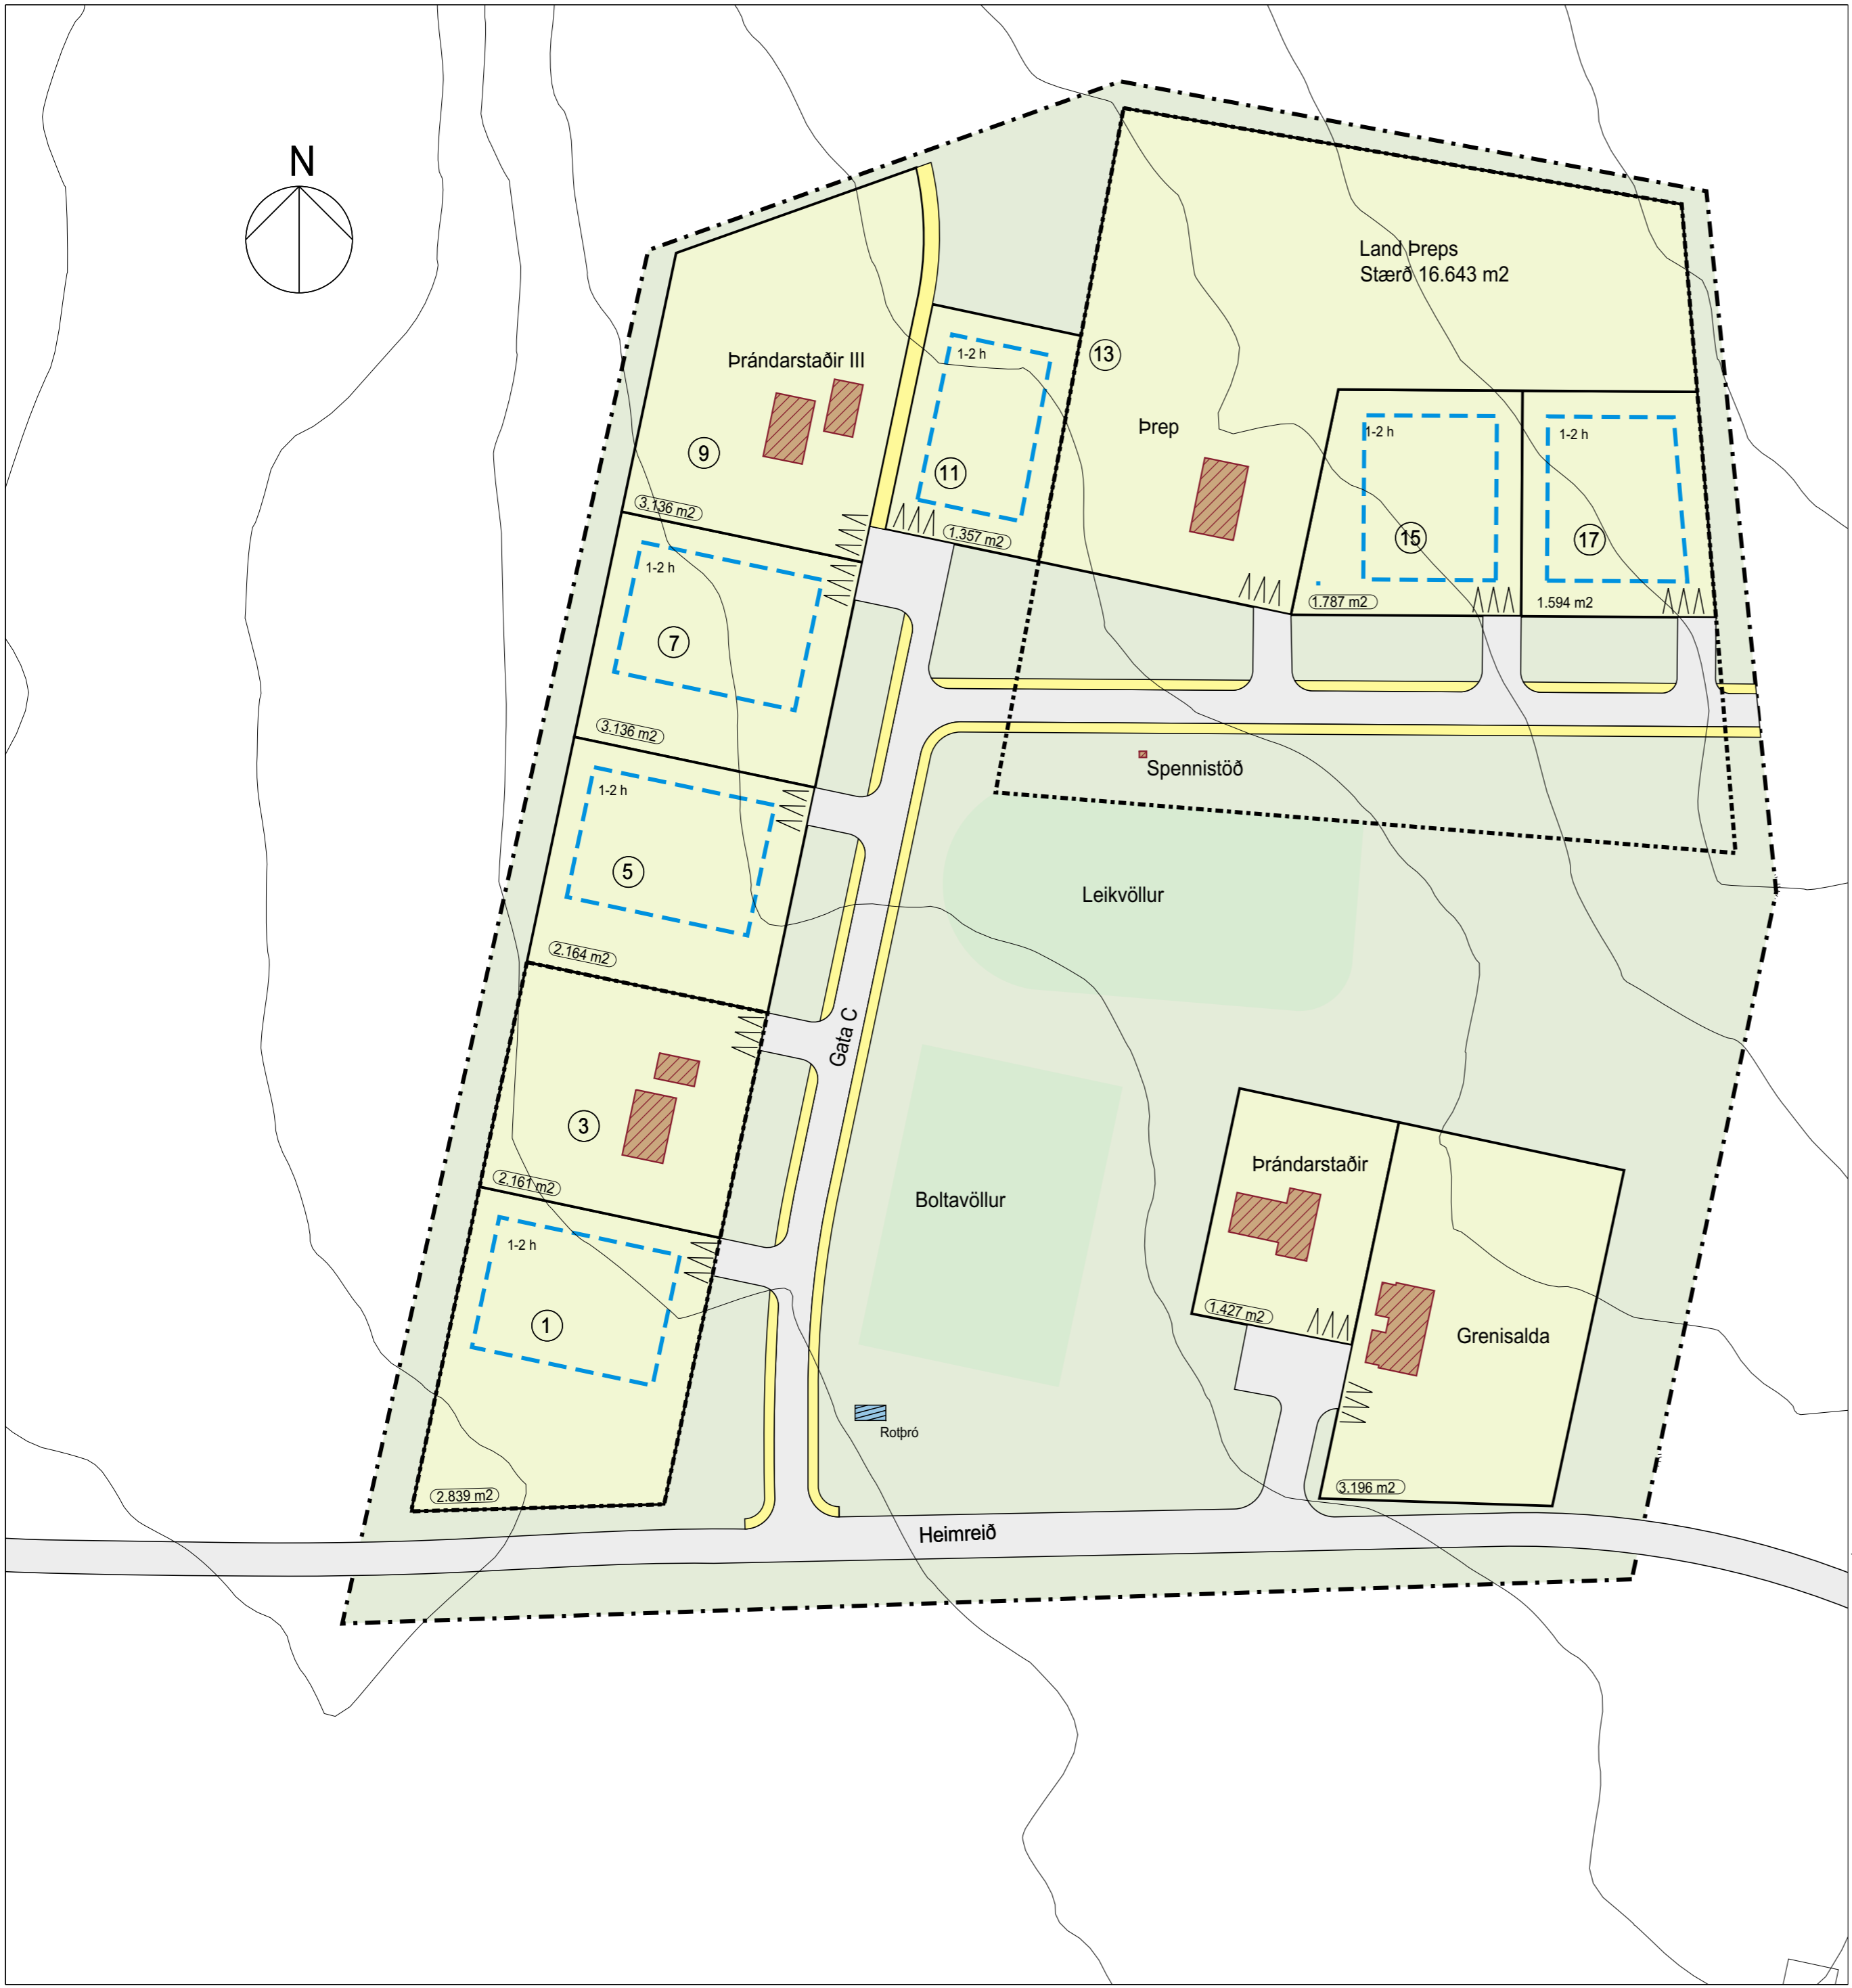 N
Land Þreps
Stærð 16.643 m2
Þrándarstaðir III
1-2 h
13
Þrep
1-2 h
1-2 h
9
11
3.136 m2
1.357 m2
15
17
1-2 h
1.787 m2
1.594 m2
7
3.136 m2
Spennistöð
1-2 h
5
Leikvöllur
2.164 m2
Gata C
3
2.161 m2
Þrándarstaðir
Boltavöllur
1-2 h
1
1.427 m2
Grenisalda
Rotþró
2.839 m2
3.196 m2
Heimreið